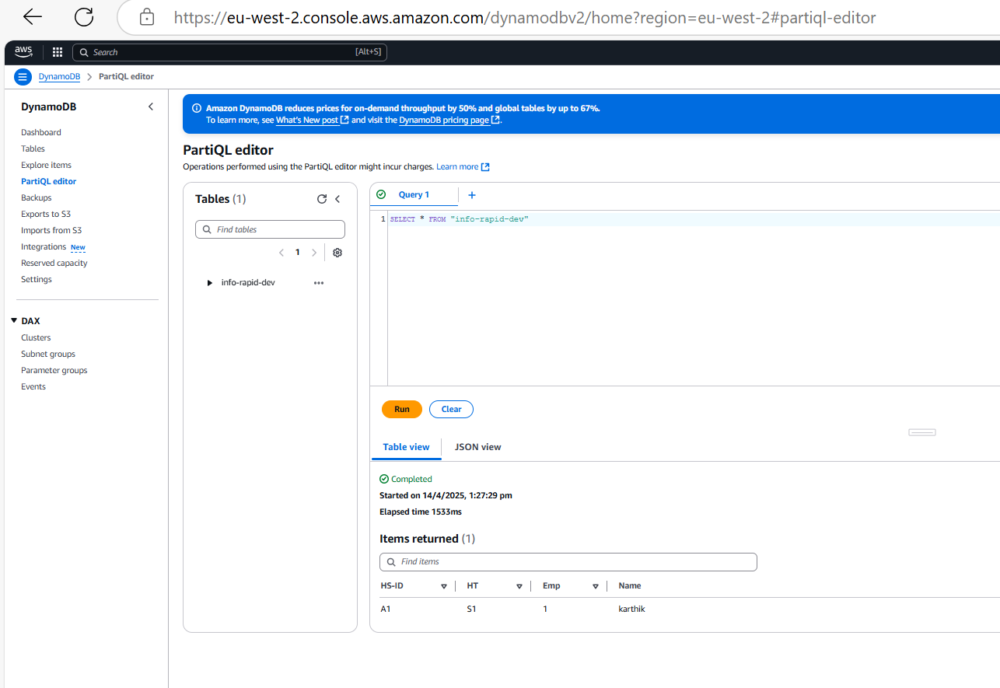 https://eu-west-2.console.aws.amazon.com/dynamodbv2/home?region=eu-west-2#partiql-editor
aws
Search
[Alt+S]
DynamoDB > PartiQL editor
DynamoDB
Dashboard
Tables
Explore items
PartiQL editor
Backups
Exports to S3
Imports from S3
Integrations New
Reserved capacity
Settings
DAX
Clusters
Subnet groups
Parameter groups
Events
Amazon DynamoDB reduces prices for on-demand throughput by 50% and global tables by up to 67%.
To learn more, see What's New post and visit the DynamoDB pricing page.
PartiQL editor
Operations performed using the PartiQL editor might incur charges. Learn more
Tables (1)
Find tables
1
info-rapid-dev
Query 1
1 SELECT * FROM "info-rapid-dev"
Run
Clear
Table view
JSON view
Completed
Started on 14/4/2025, 1:27:29 pm
Elapsed time 1533ms
Items returned (1)
Find items
HS-ID HT Emp Name
A1 S1 1 karthik